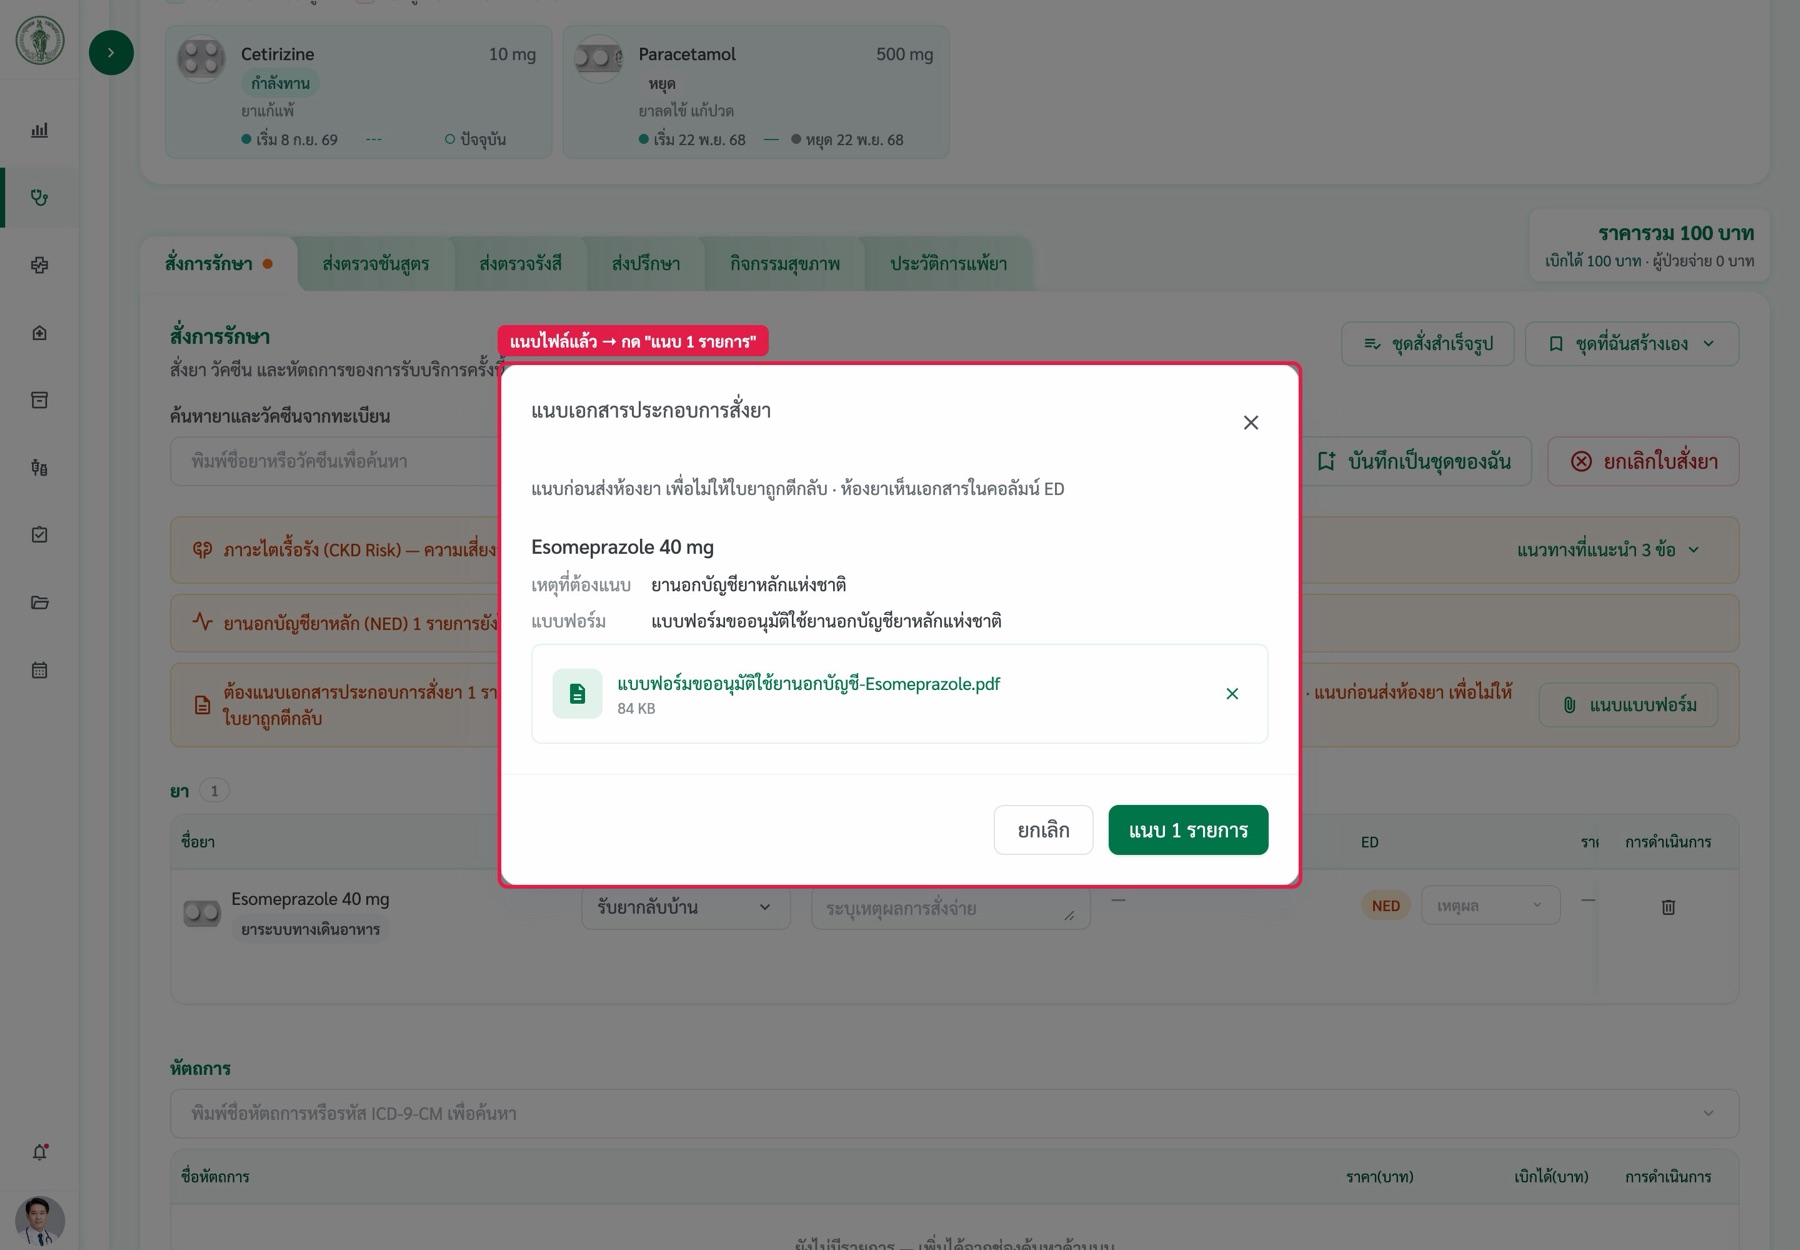 Cetirizine
10 mg
กำลังทาน
ยาแก้แพ้
เริ่ม 8 ก.ย. 69 --- ปัจจุบัน
Paracetamol
500 mg
หยุด
ยาลดไข้ แก้ปวด
เริ่ม 22 พ.ย. 68 — หยุด 22 พ.ย. 68
ราคารวม 100 บาท
เบิกได้ 100 บาท · ผู้ป่วยจ่าย 0 บาท
สั่งการรักษา
ส่งตรวจชันสูตร
ส่งตรวจรังสี
ส่งปรึกษา
กิจกรรมสุขภาพ
ประวัติการแพ้ยา
สั่งการรักษา
สั่งยา วัคซีน และหัตถการของการรับบริการครั้งนี้
ชุดสั่งสำเร็จรูป
ชุดที่ฉันสร้างเอง
แนบไฟล์แล้ว → กด "แนบ 1 รายการ"
ค้นหายาและวัคซีนจากทะเบียน
พิมพ์ชื่อยาหรือวัคซีนเพื่อค้นหา
บันทึกเป็นชุดของฉัน
ยกเลิกใบสั่งยา
แนบเอกสารประกอบการสั่งยา
แนบก่อนส่งห้องยา เพื่อไม่ให้ใบยาถูกตีกลับ · ห้องยาเห็นเอกสารในคอลัมน์ ED
Esomeprazole 40 mg
เหตุที่ต้องแนบ ยานอกบัญชียาหลักแห่งชาติ
แบบฟอร์ม แบบฟอร์มขออนุมัติใช้ยานอกบัญชียาหลักแห่งชาติ
แบบฟอร์มขออนุมัติใช้ยานอกบัญชี-Esomeprazole.pdf
84 KB
ยกเลิก
แนบ 1 รายการ
ภาวะไตเรื้อรัง (CKD Risk) — ความเสี่ยง
แนวทางที่แนะนำ 3 ข้อ
ยานอกบัญชียาหลัก (NED) 1 รายการยัง
ต้องแนบเอกสารประกอบการสั่งยา 1 รา
· แนบก่อนส่งห้องยา เพื่อไม่ให้
ใบยาถูกตีกลับ
แนบแบบฟอร์ม
ยา 1
ชื่อยา
ED
ราค
การดำเนินการ
Esomeprazole 40 mg
ยาระบบทางเดินอาหาร
รับยากลับบ้าน
ระบุเหตุผลการสั่งจ่าย
—
NED
เหตุผล
—
หัตถการ
พิมพ์ชื่อหัตถการหรือรหัส ICD-9-CM เพื่อค้นหา
ชื่อหัตถการ
ราคา(บาท)
เบิกได้(บาท)
การดำเนินการ
ยังไม่มีรายการ — เพิ่มได้จากช่องค้นหาด้านบน